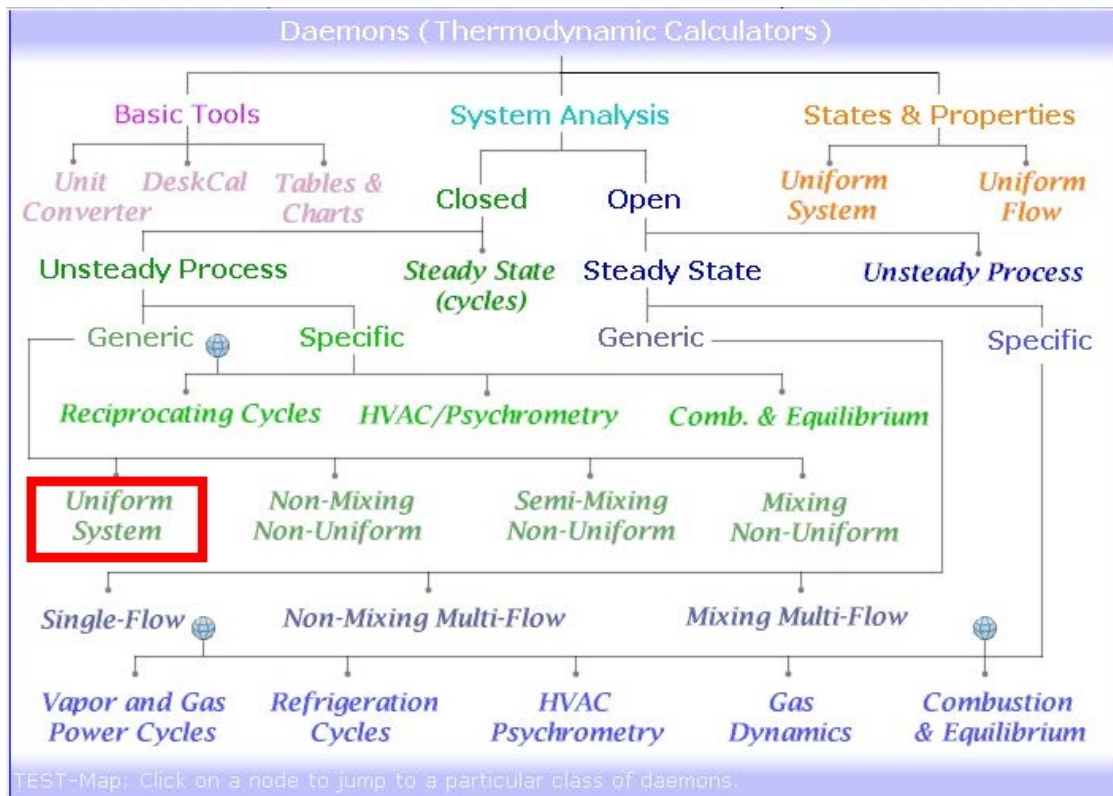 Daemons (Thermodynamic Calculators)
Basic Tools
System Analysis
States & Properties
Unit
Converter
DeskCal
Tables &
Charts
Closed
Open
Uniform
System
Uniform
Flow
Unsteady Process
Steady State
(cycles)
Steady State
Unsteady Process
Generic
Specific
Generic
Specific
Reciprocating Cycles
HVAC/Psychrometry
Comb. & Equilibrium
Uniform
System
Non-Mixing
Non-Uniform
Semi-Mixing
Non-Uniform
Mixing
Non-Uniform
Single-Flow
Non-Mixing Multi-Flow
Mixing Multi-Flow
Vapor and Gas
Power Cycles
Refrigeration
Cycles
HVAC
Psychrometry
Gas
Dynamics
Combustion
& Equilibrium
TEST-Map: Click on a node to jump to a particular class of daemons.